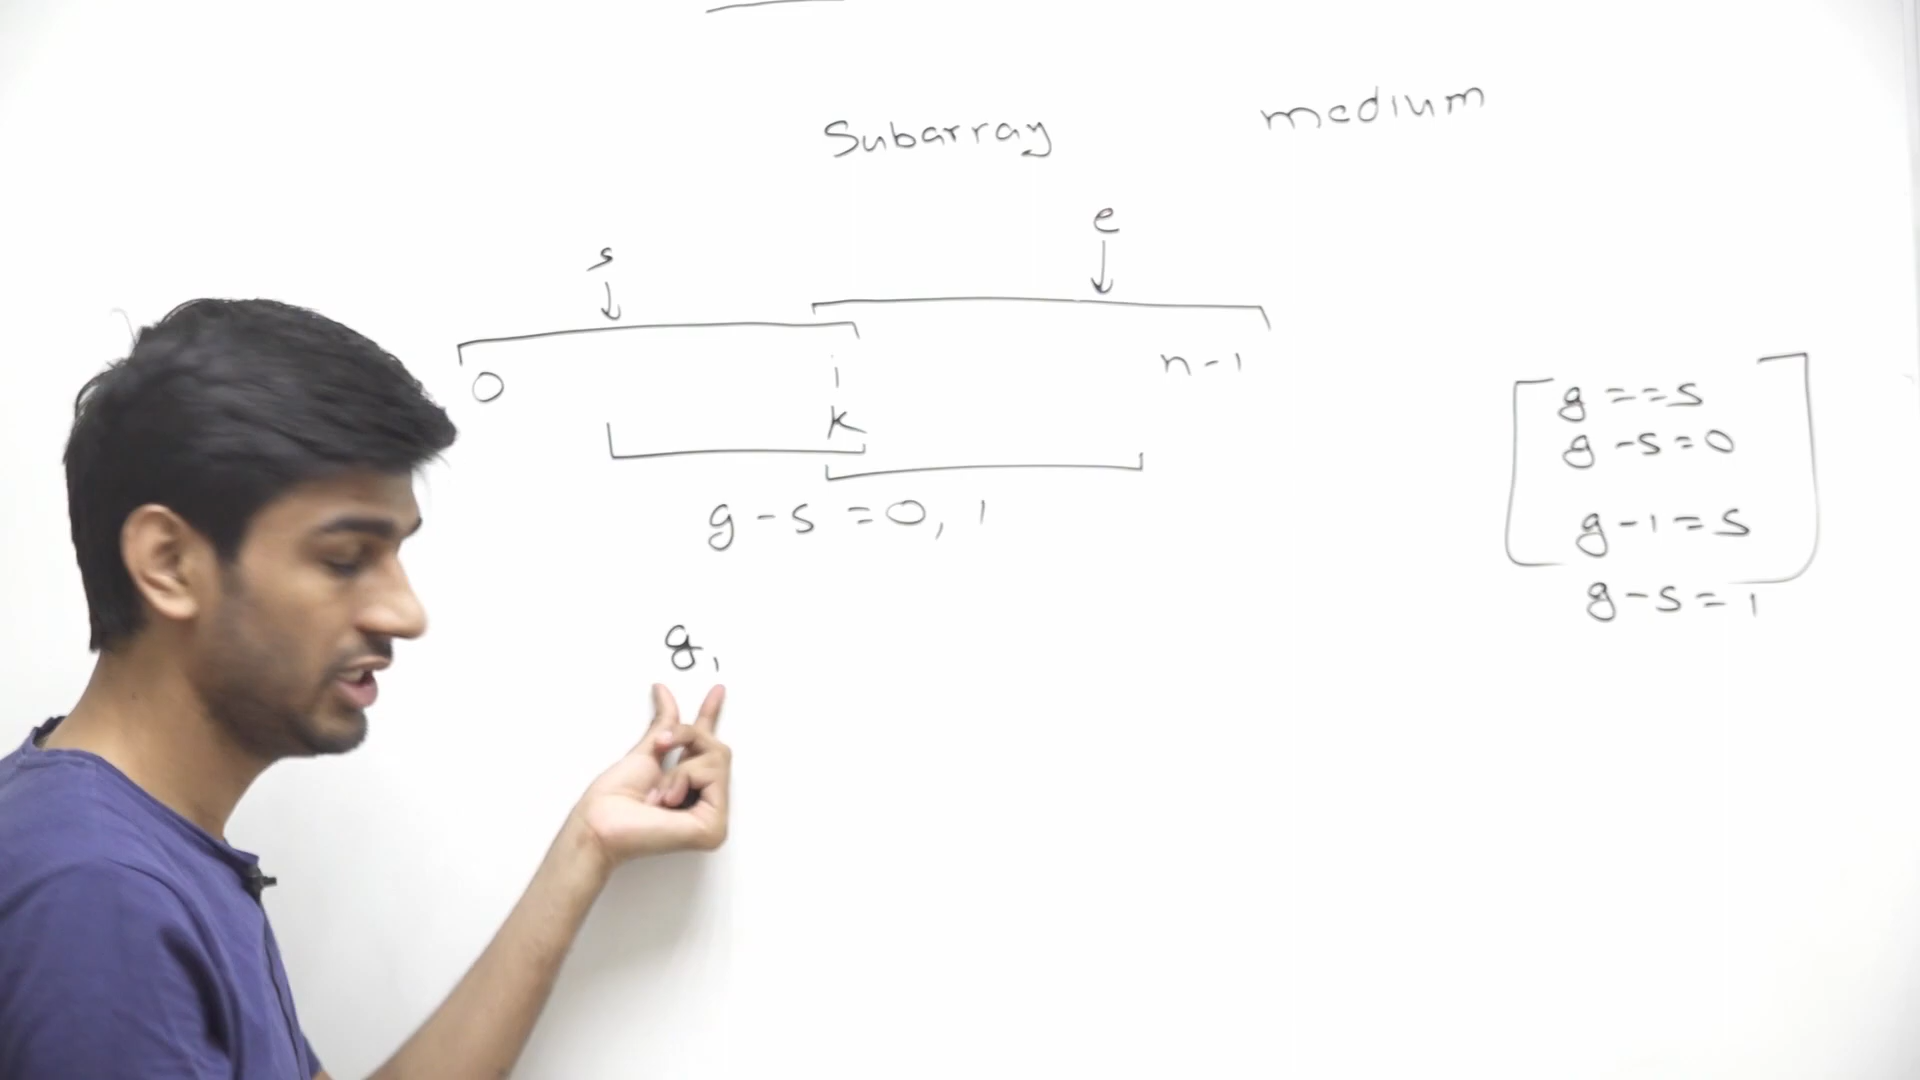 Subarray medium
s e
0 i n-1
k
g-s=0, 1
g,
g==s
g-s=0
g-1=s
g-s=1